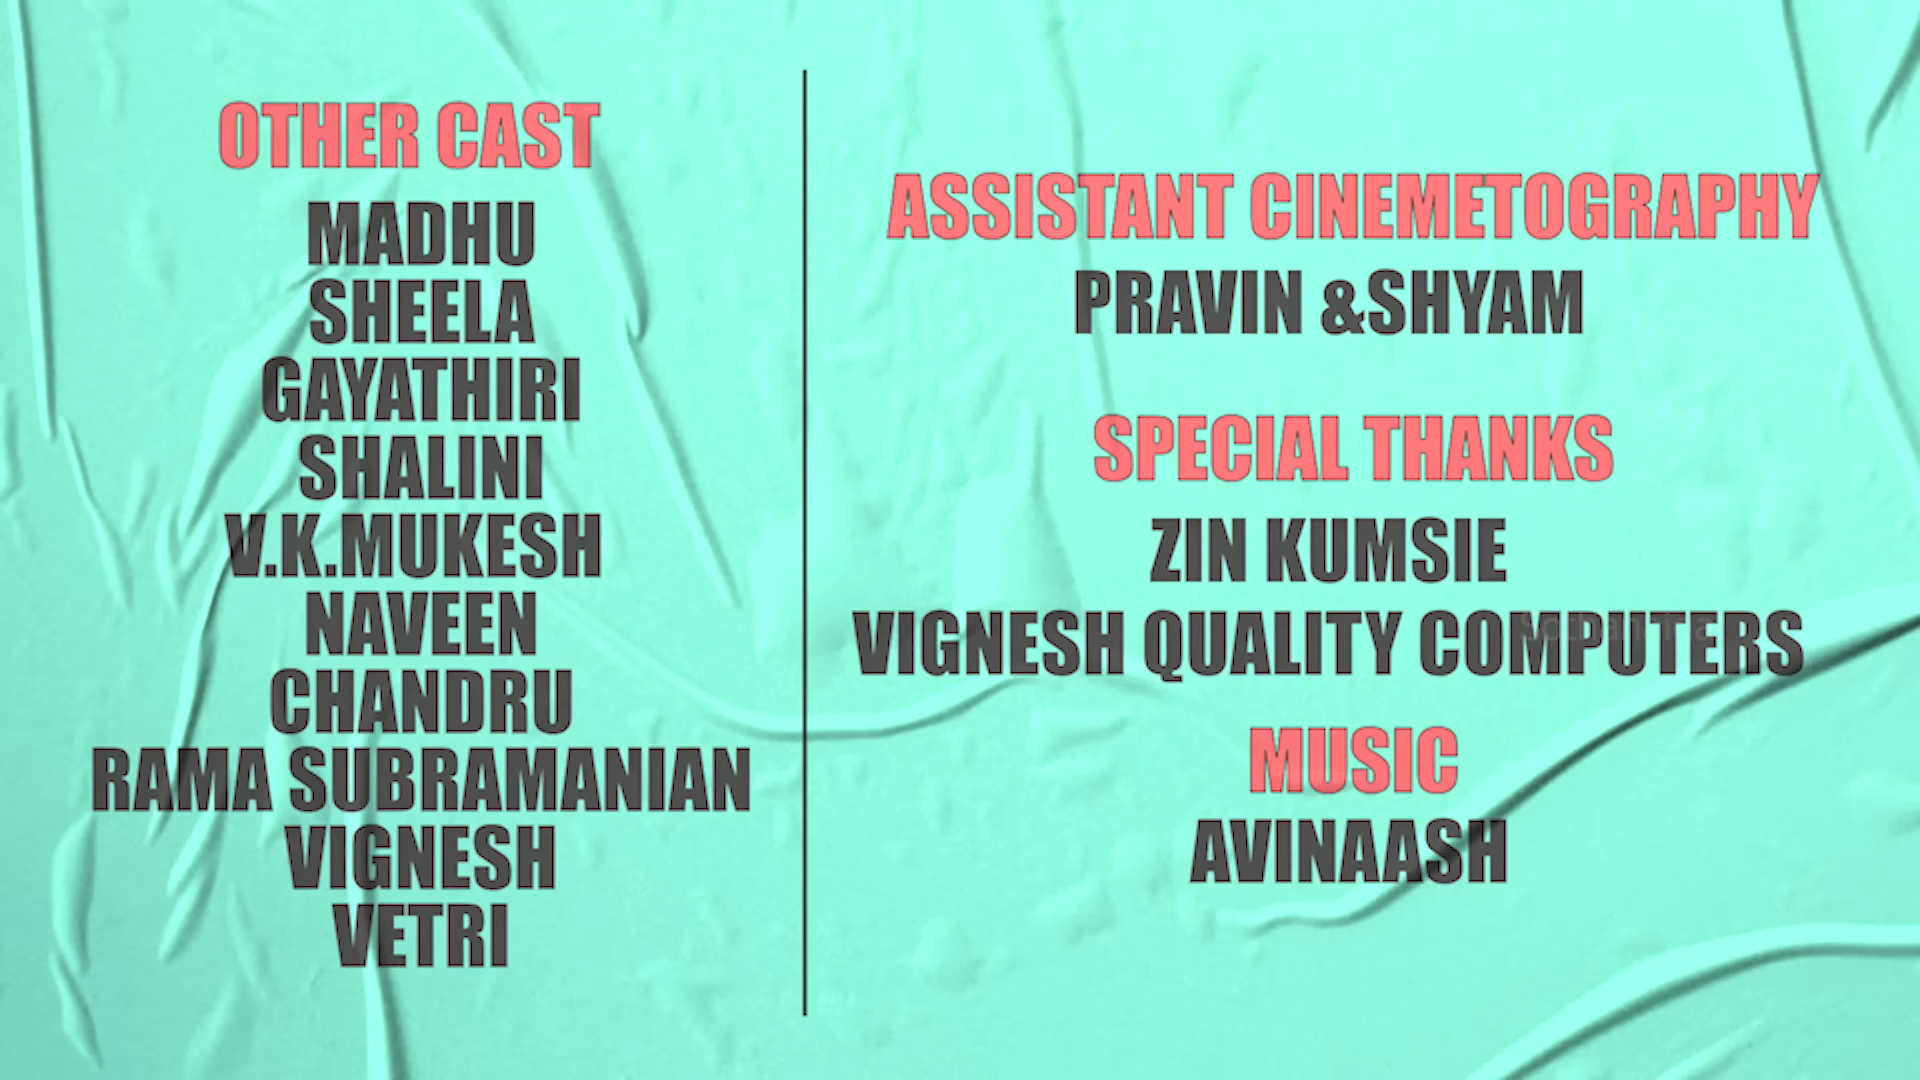 OTHER CAST
MADHU
SHEELA
GAYATHIRI
SHALINI
V.K.MUKESH
NAVEEN
CHANDRU
RAMA SUBRAMANIAN
VIGNESH
VETRI
ASSISTANT CINEMETOGRAPHY
PRAVIN &SHYAM
SPECIAL THANKS
ZIN KUMSIE
VIGNESH QUALITY COMPUTERS
MUSIC
AVINAASH